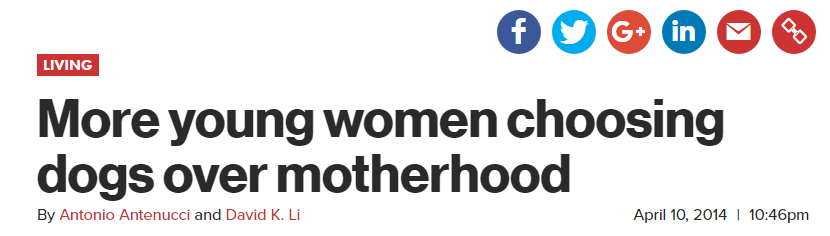 f G+ in
LIVING
More young women choosing
dogs over motherhood
By Antonio Antenucci and David K. Li April 10, 2014 | 10:46pm